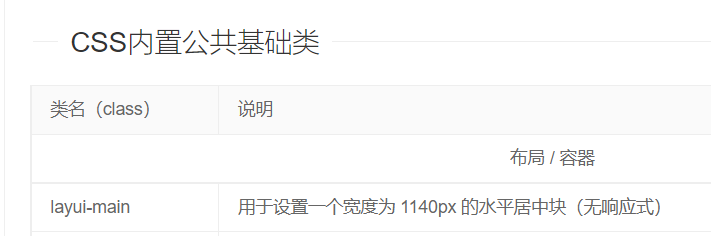 CSS内置公共基础类
类名（class） 说明
布局 / 容器
layui-main 用于设置一个宽度为 1140px 的水平居中块（无响应式）